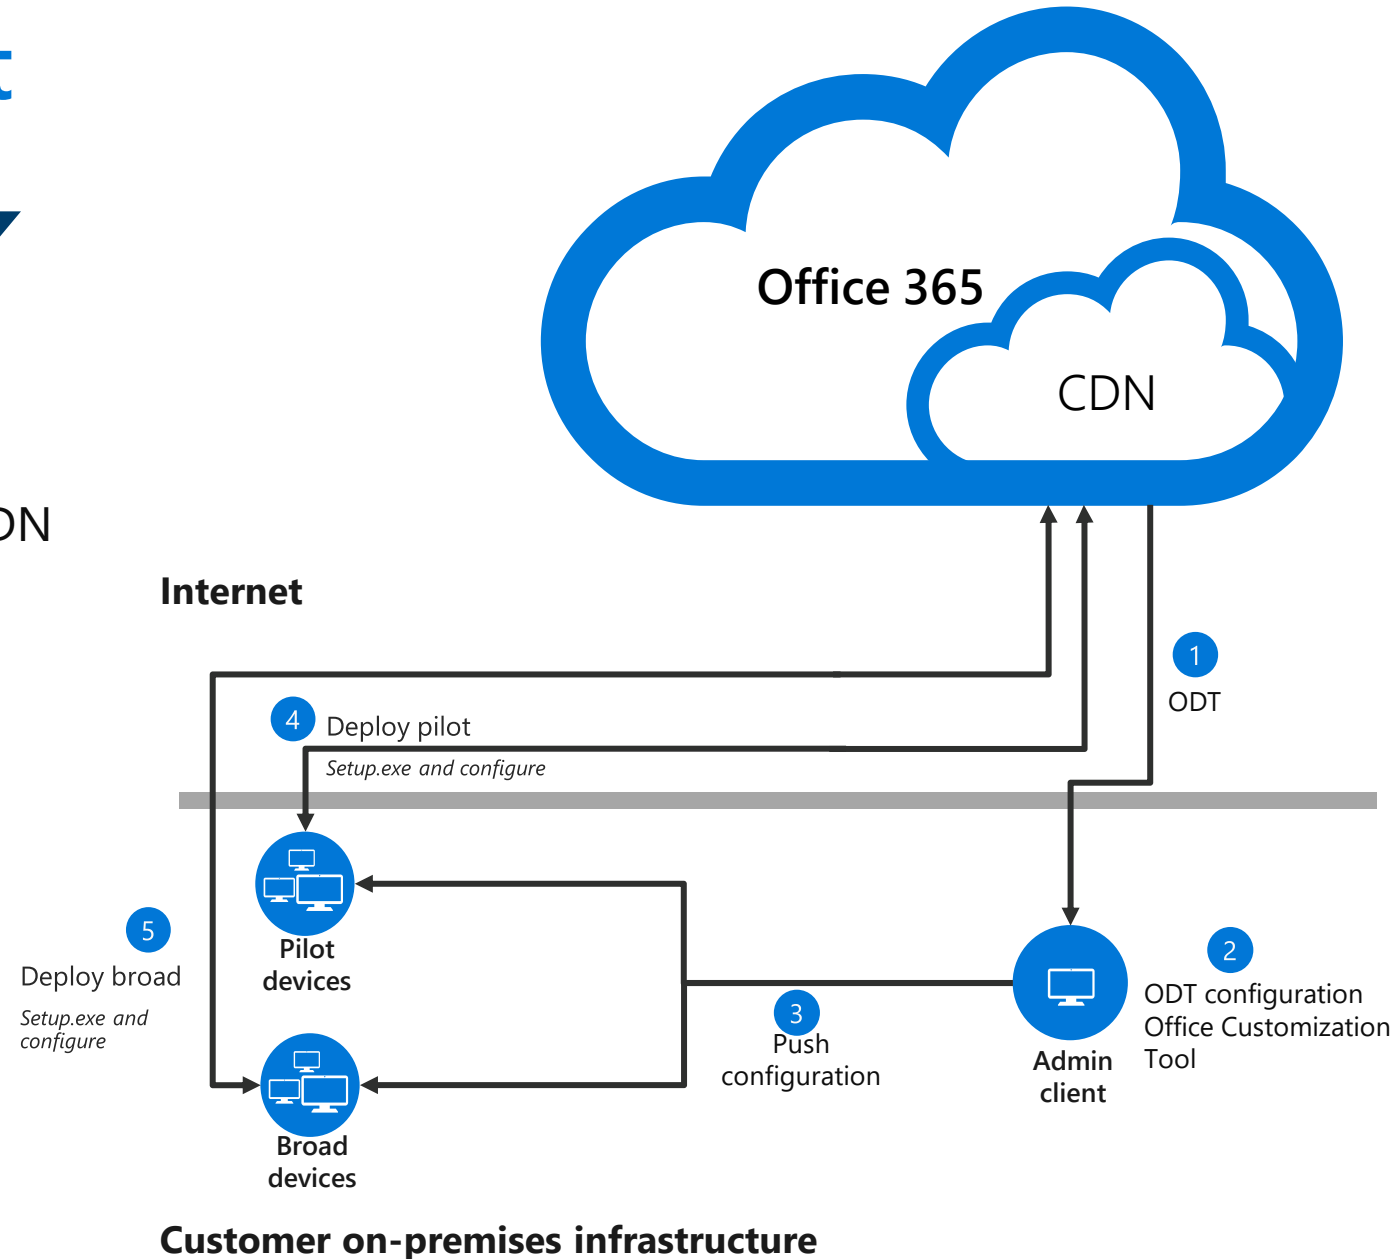 Office 365
CDN
Internet
1
ODT
4
Deploy pilot
Setup.exe and configure
5
Deploy broad
Setup.exe and
configure
Pilot
devices
Broad
devices
3
Push
configuration
Admin
client
2
ODT configuration
Office Customization
Tool
Customer on-premises infrastructure